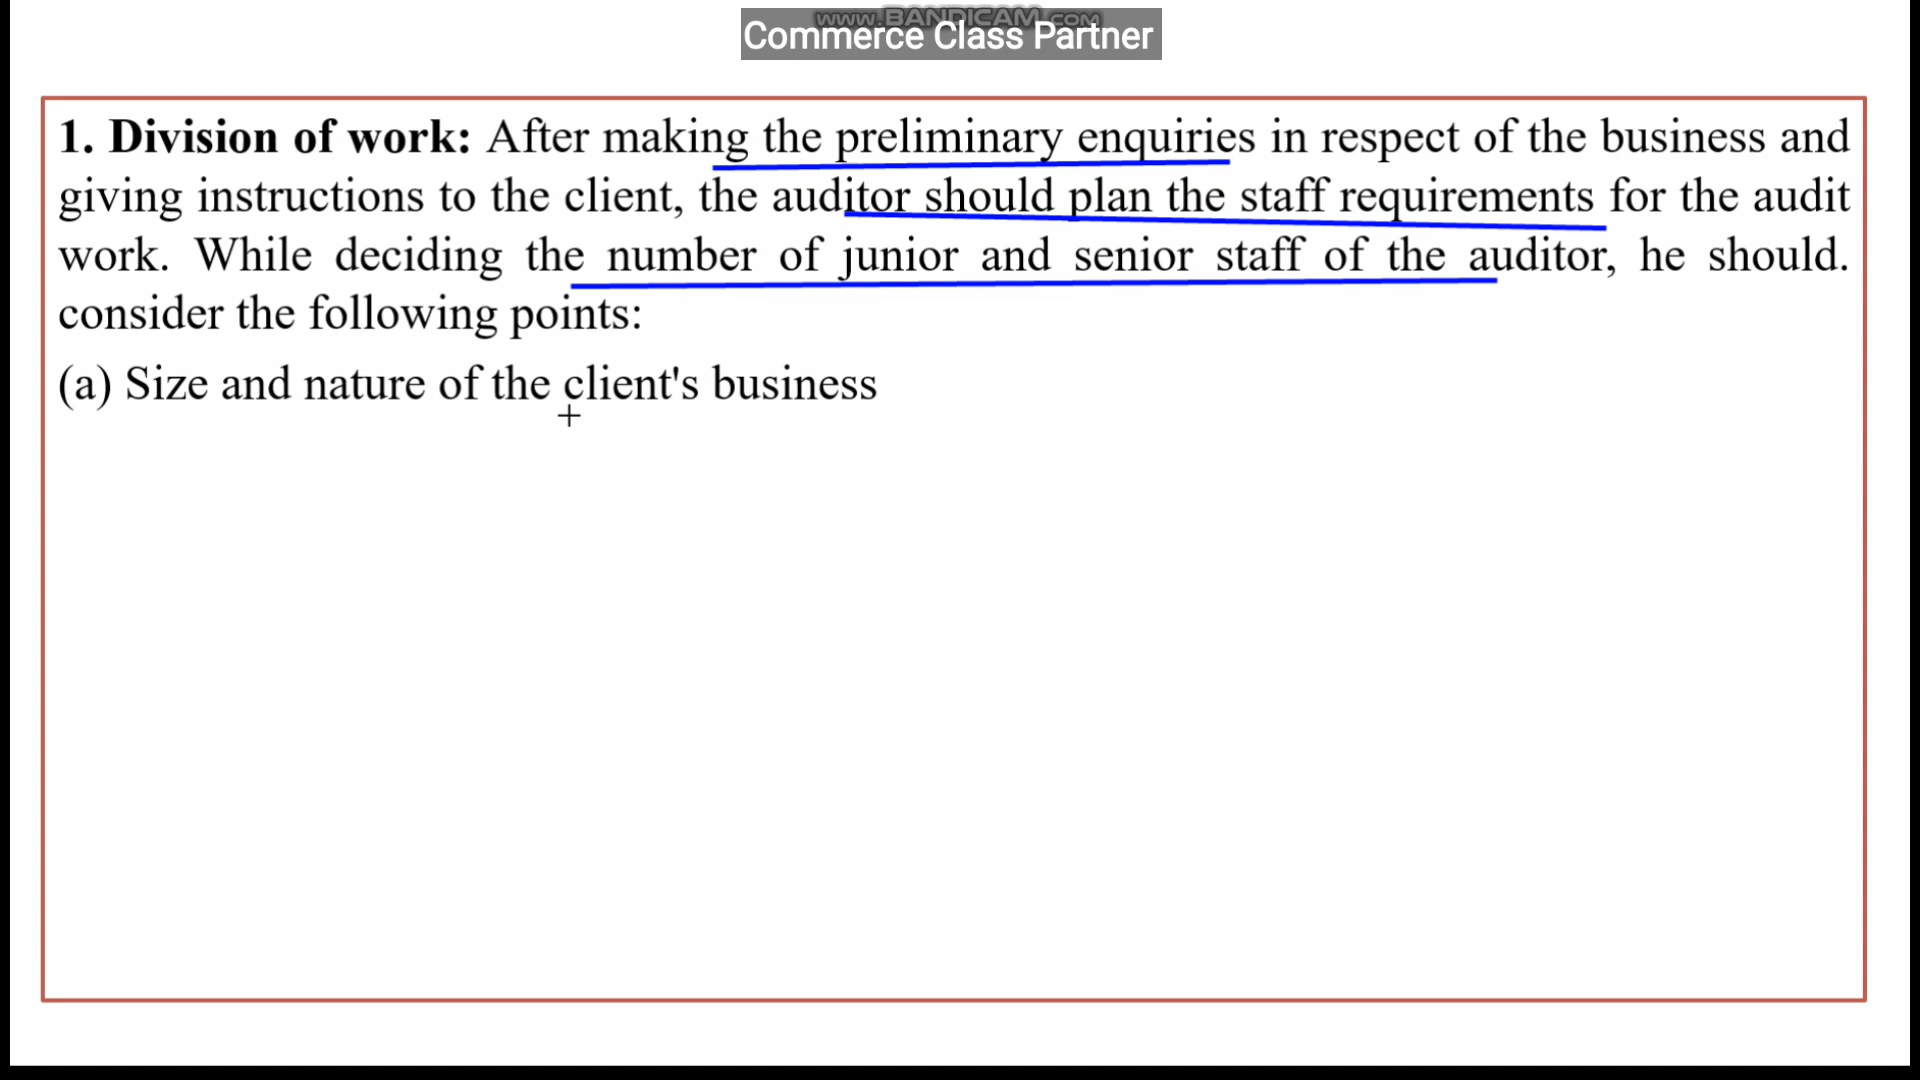 www.BANDICAM.COM
Commerce Class Partner
1. Division of work: After making the preliminary enquiries in respect of the business and
giving instructions to the client, the auditor should plan the staff requirements for the audit
work. While deciding the number of junior and senior staff of the auditor, he should.
consider the following points:
(a) Size and nature of the client's business